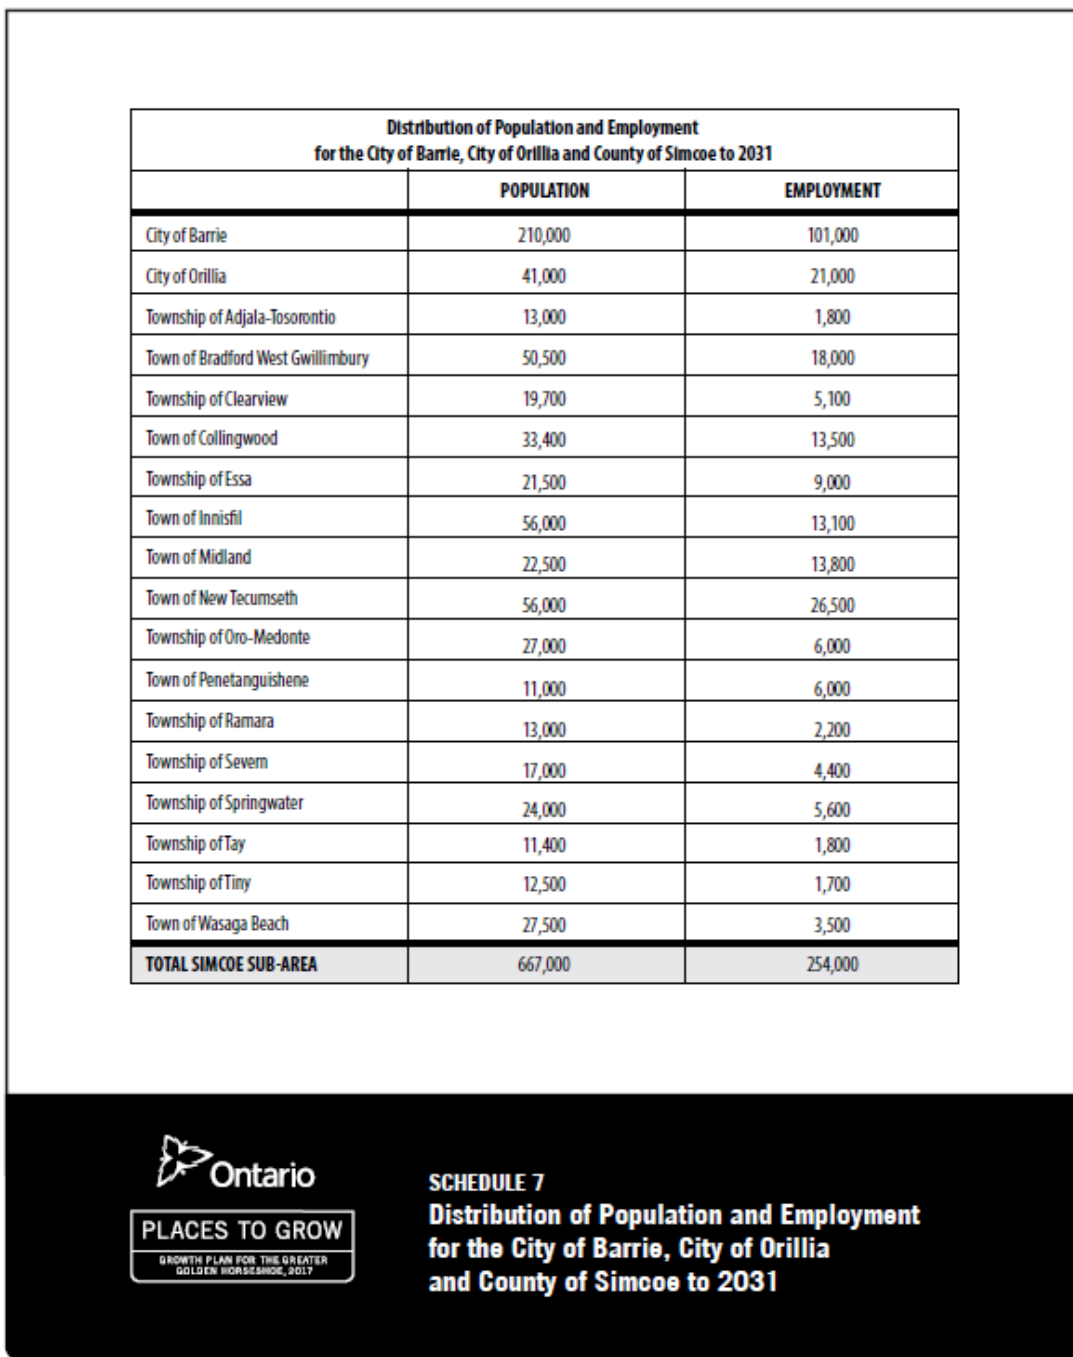 Distribution of Population and Employment
for the City of Barrie, City of Orillia and County of Simcoe to 2031
POPULATION EMPLOYMENT
City of Barrie 210,000 101,000
City of Orillia 41,000 21,000
Township of Adjala-Tosorontio 13,000 1,800
Town of Bradford West Gwillimbury 50,500 18,000
Township of Clearview 19,700 5,100
Town of Collingwood 33,400 13,500
Township of Essa 21,500 9,000
Town of Innisfil 56,000 13,100
Town of Midland 22,500 13,800
Town of New Tecumseth 56,000 26,500
Township of Oro-Medonte 27,000 6,000
Town of Penetanguishene 11,000 6,000
Township of Ramara 13,000 2,200
Township of Severn 17,000 4,400
Township of Springwater 24,000 5,600
Township of Tay 11,400 1,800
Township of Tiny 12,500 1,700
Town of Wasaga Beach 27,500 3,500
TOTAL SIMCOE SUB-AREA 667,000 254,000
Ontario
PLACES TO GROW
GROWTH PLAN FOR THE GREATER
GOLDEN HORSESHOE, 2017
SCHEDULE 7
Distribution of Population and Employment
for the City of Barrie, City of Orillia
and County of Simcoe to 2031